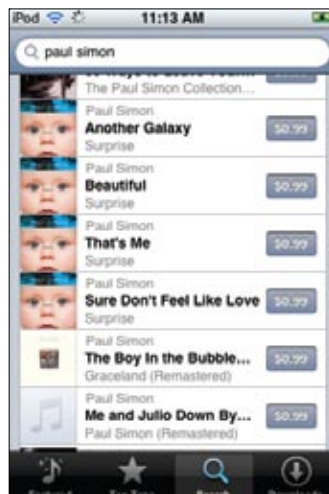 iPod 11:13 AM
paul simon
The Paul Simon Collection...
Paul Simon
Another Galaxy
$0.99
Surprise
Paul Simon
Beautiful
$0.99
Surprise
Paul Simon
That's Me
$0.99
Surprise
Paul Simon
Sure Don't Feel Like Love
$0.99
Surprise
Paul Simon
The Boy In the Bubble...
$0.99
Graceland (Remastered)
Paul Simon
Me and Julio Down By...
$0.99
Paul Simon (Remastered)